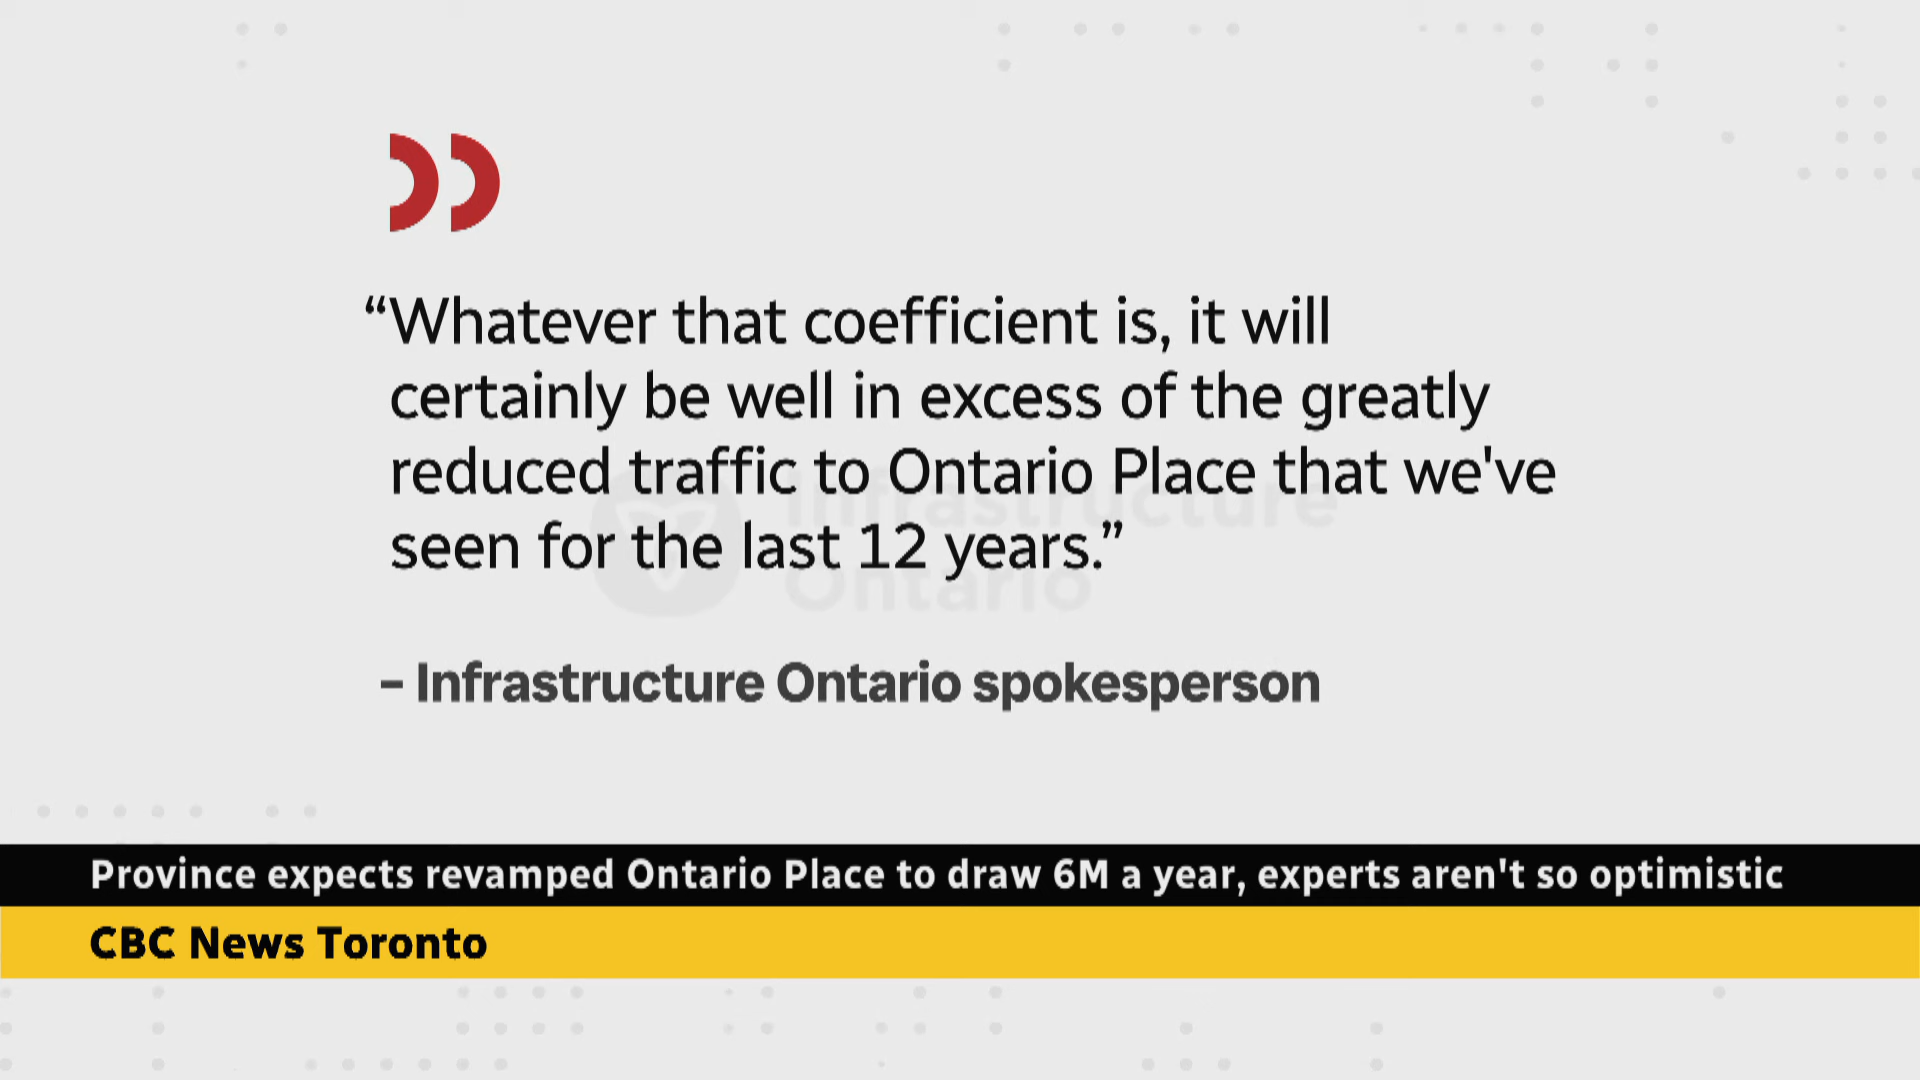 “Whatever that coefficient is, it will
certainly be well in excess of the greatly
reduced traffic to Ontario Place that we've
seen for the last 12 years.”
Infrastructure
Ontario
– Infrastructure Ontario spokesperson
Province expects revamped Ontario Place to draw 6M a year, experts aren't so optimistic
CBC News Toronto